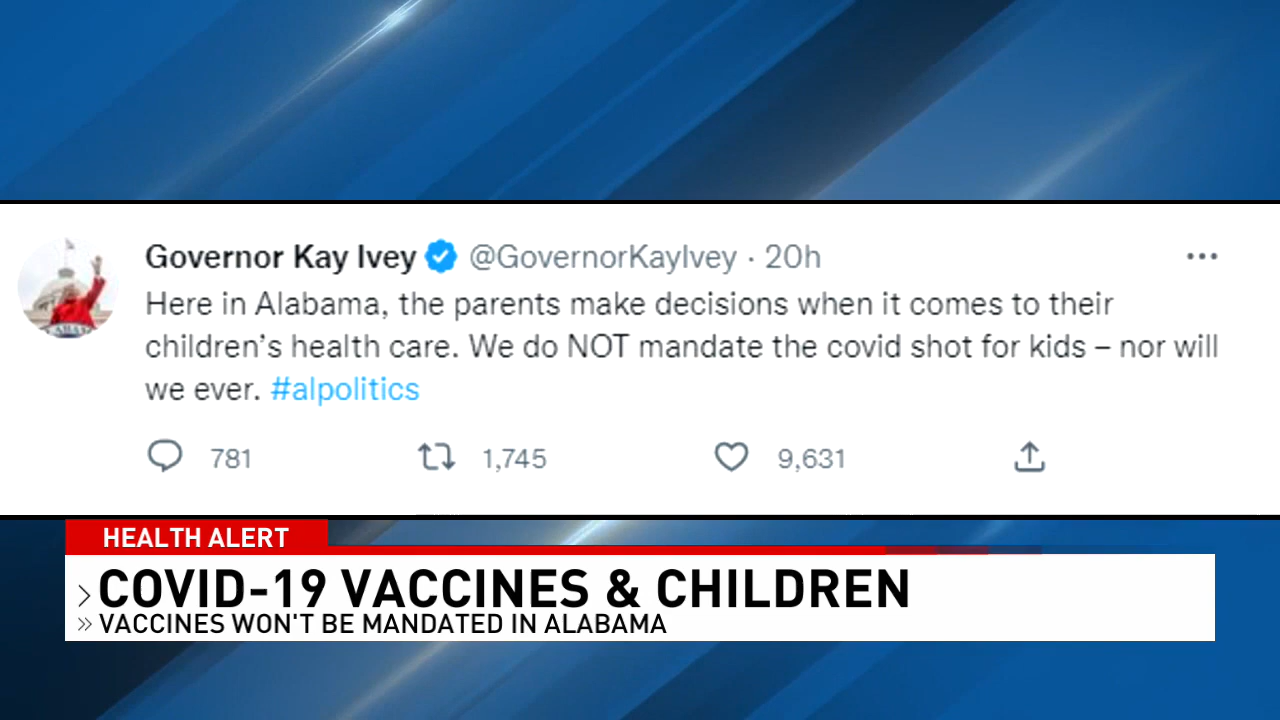 Governor Kay Ivey @GovernorKayIvey · 20h
Here in Alabama, the parents make decisions when it comes to their
children's health care. We do NOT mandate the covid shot for kids – nor will
we ever. #alpolitics
781 1,745 9,631
HEALTH ALERT
COVID-19 VACCINES & CHILDREN
VACCINES WON'T BE MANDATED IN ALABAMA